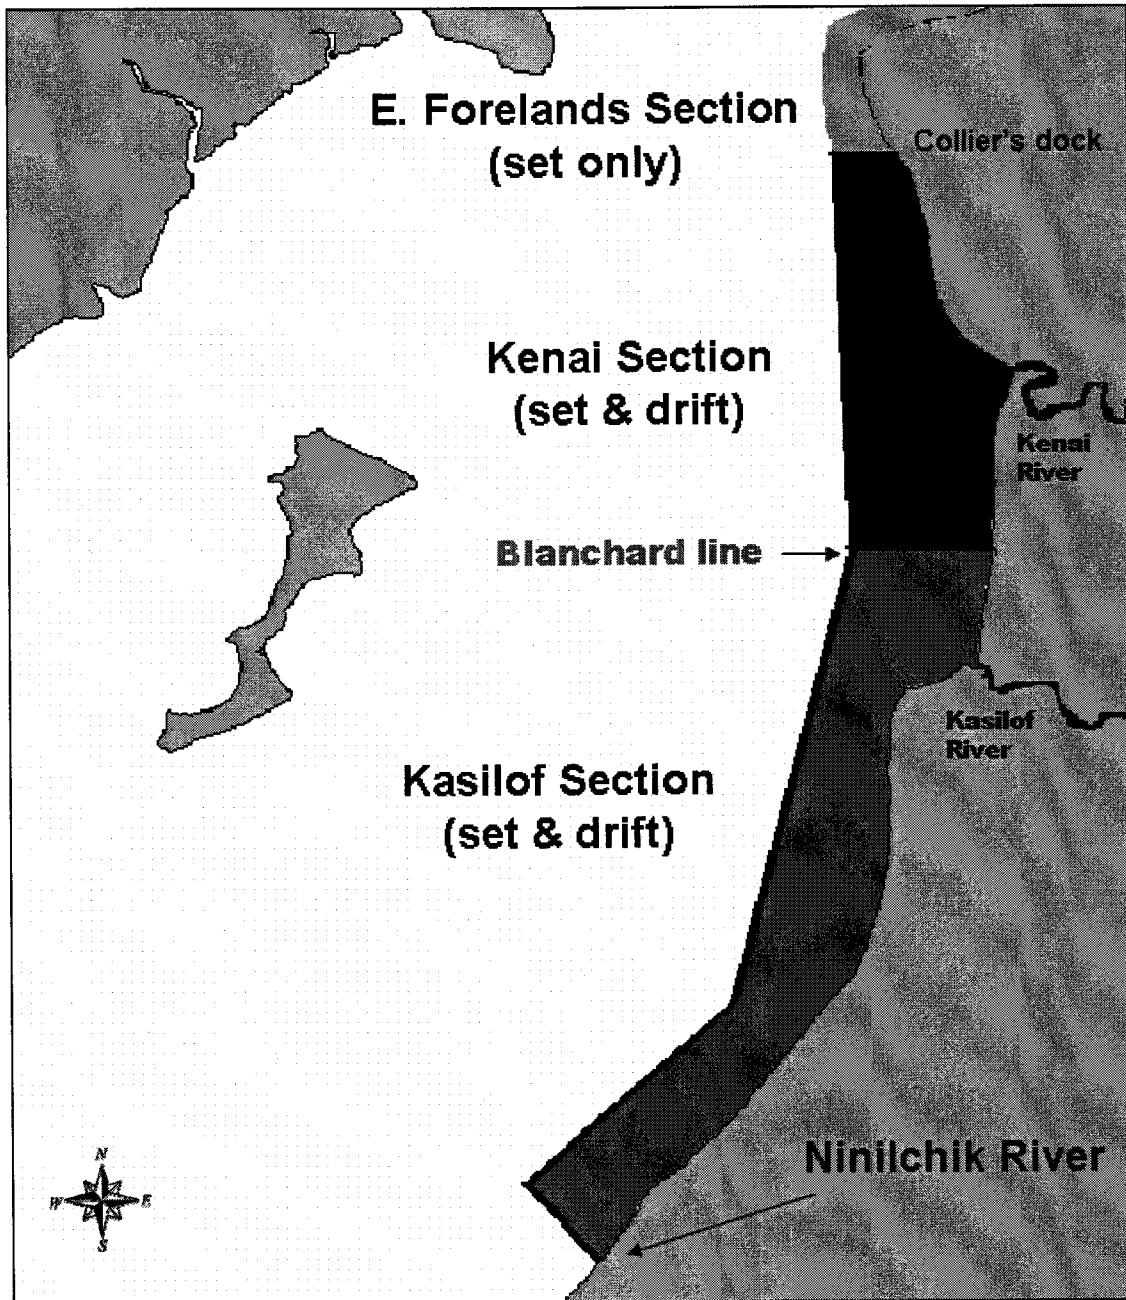 E. Forelands Section
(set only)
Collier's dock
Kenai Section
(set & drift)
Kenai
River
Blanchard line
Kasilof
River
Kasilof Section
(set & drift)
Ninilchik River
N
W
E
S